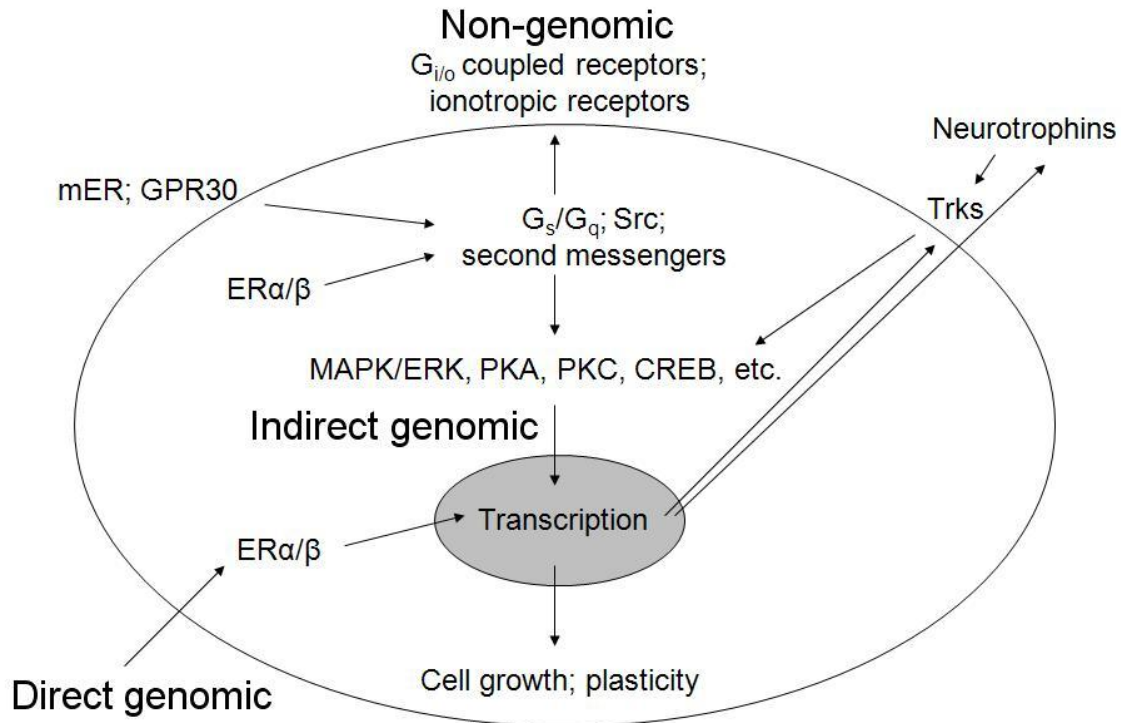 Non-genomic
Gi/o coupled receptors;
ionotropic receptors
Neurotrophins
mER; GPR30
Trks
Gs/Gq; Src;
second messengers
ERα/β
MAPK/ERK, PKA, PKC, CREB, etc.
Indirect genomic
Transcription
ERα/β
Cell growth; plasticity
Direct genomic